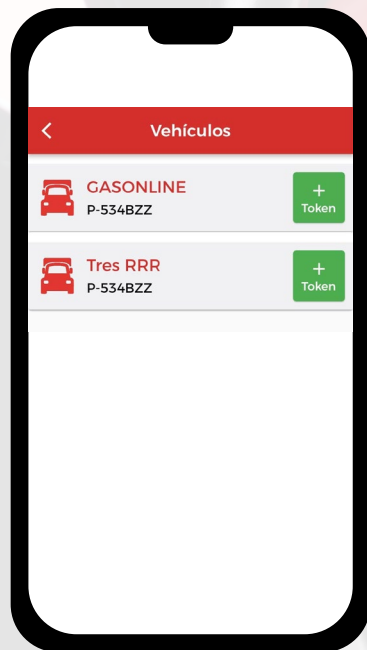 Vehículos
GASONLINE
P-534BZZ
+
Token
Tres RRR
P-534BZZ
+
Token